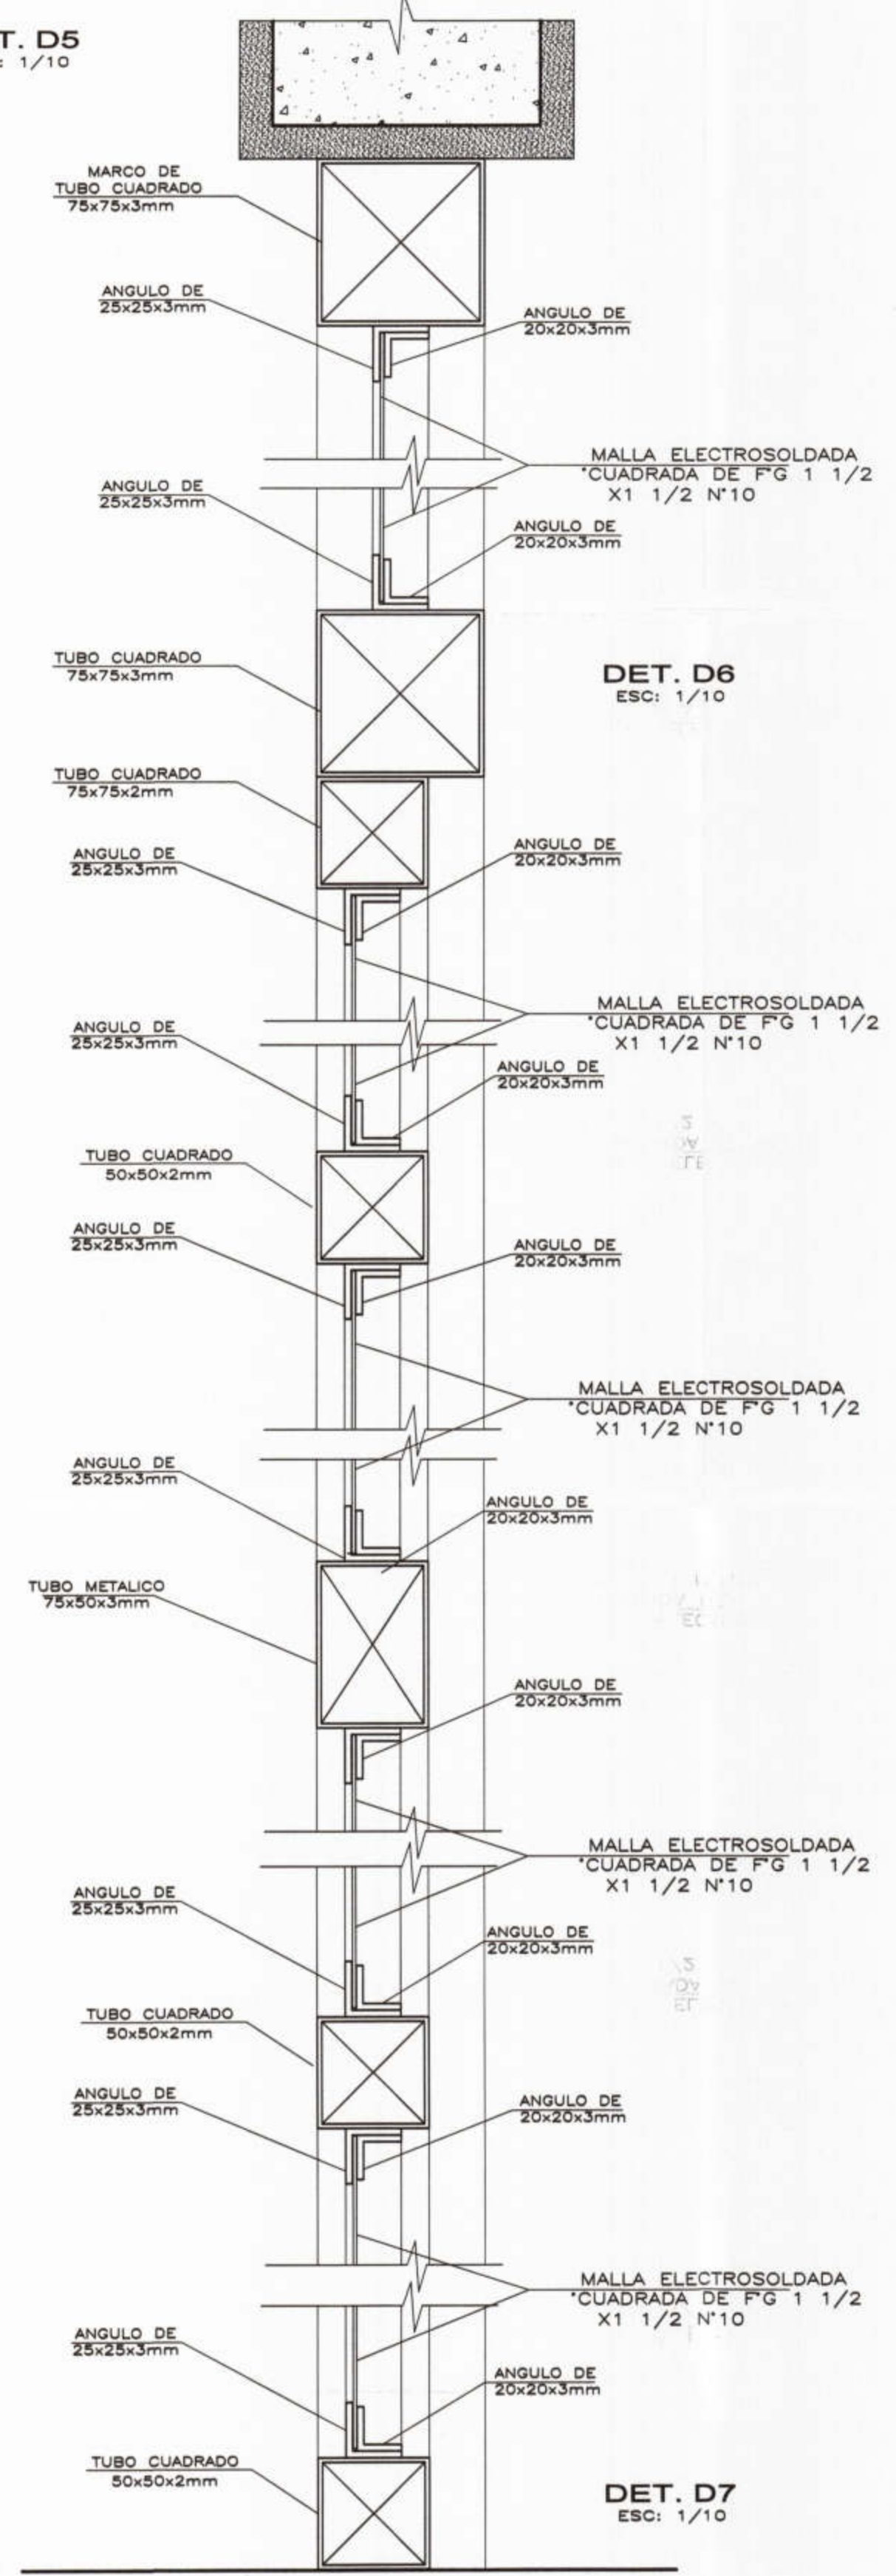 T. D5
: 1/10
MARCO DE
TUBO CUADRADO
75x75x3mm
ANGULO DE
25x25x3mm
ANGULO DE
20x20x3mm
MALLA ELECTROSOLDADA
"CUADRADA DE F°G 1 1/2
X1 1/2 N°10
ANGULO DE
25x25x3mm
ANGULO DE
20x20x3mm
TUBO CUADRADO
75x75x3mm
DET. D6
ESC: 1/10
TUBO CUADRADO
75x75x2mm
ANGULO DE
25x25x3mm
ANGULO DE
20x20x3mm
MALLA ELECTROSOLDADA
"CUADRADA DE F°G 1 1/2
X1 1/2 N°10
ANGULO DE
25x25x3mm
ANGULO DE
20x20x3mm
TUBO CUADRADO
50x50x2mm
ANGULO DE
25x25x3mm
ANGULO DE
20x20x3mm
MALLA ELECTROSOLDADA
"CUADRADA DE F°G 1 1/2
X1 1/2 N°10
ANGULO DE
25x25x3mm
ANGULO DE
20x20x3mm
TUBO METALICO
75x50x3mm
ANGULO DE
20x20x3mm
MALLA ELECTROSOLDADA
"CUADRADA DE F°G 1 1/2
X1 1/2 N°10
ANGULO DE
25x25x3mm
ANGULO DE
20x20x3mm
TUBO CUADRADO
50x50x2mm
ANGULO DE
25x25x3mm
ANGULO DE
20x20x3mm
MALLA ELECTROSOLDADA
"CUADRADA DE F°G 1 1/2
X1 1/2 N°10
ANGULO DE
25x25x3mm
ANGULO DE
20x20x3mm
TUBO CUADRADO
50x50x2mm
DET. D7
ESC: 1/10